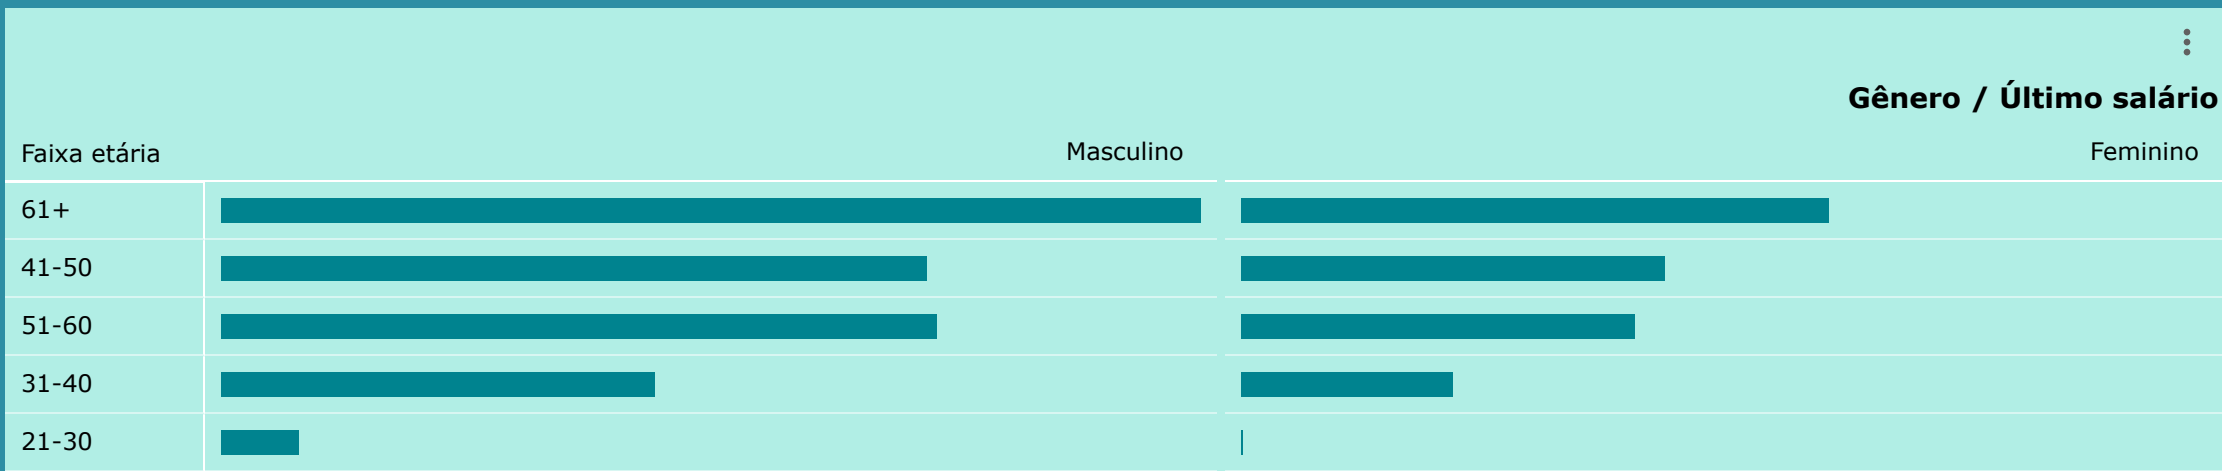 Gênero / Último salário
Faixa etária Masculino Feminino
61+
41-50
51-60
31-40
21-30